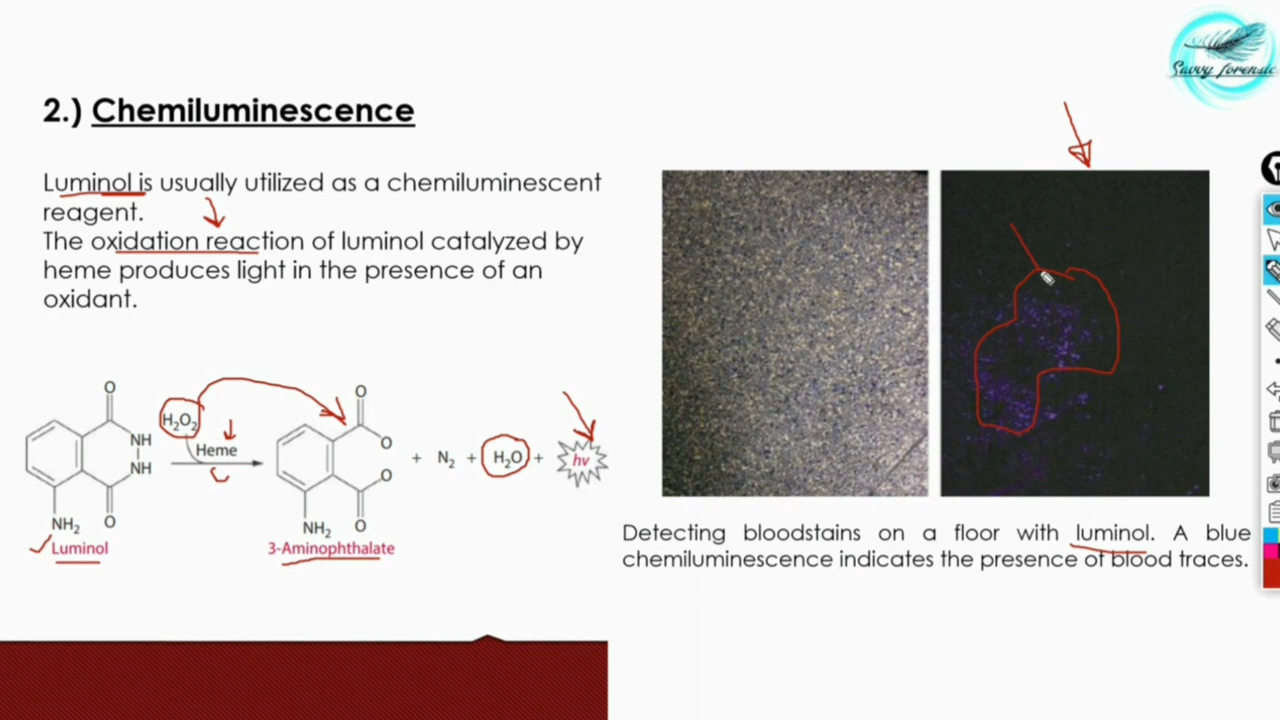 Savvy forensic
2.) Chemiluminescence
Luminol is usually utilized as a chemiluminescent
reagent.
The oxidation reaction of luminol catalyzed by
heme produces light in the presence of an
oxidant.
O
H₂O₂
NH
Heme
NH
NH₂
O
Luminol
O
O
O
NH₂
O
3-Aminophthalate
+ N₂ + H₂O + hv
Detecting bloodstains on a floor with luminol. A blue
chemiluminescence indicates the presence of blood traces.